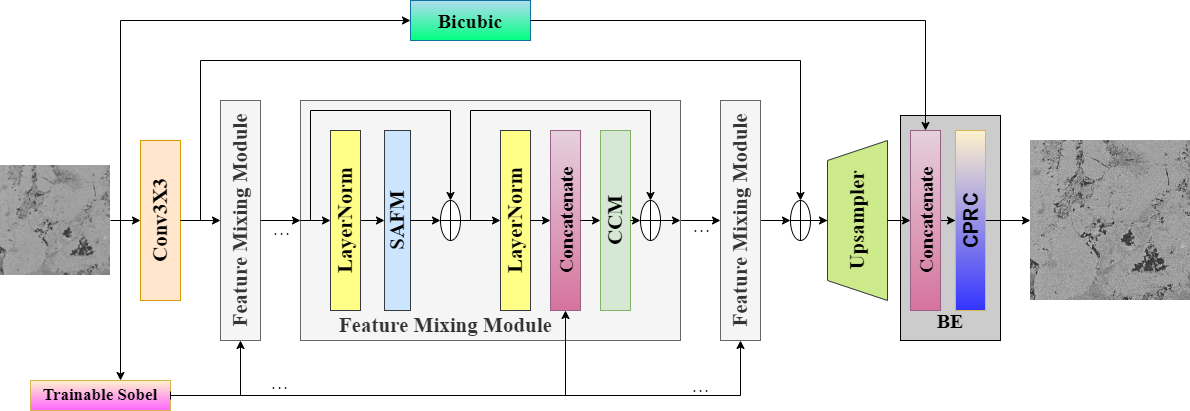 Bicubic
Conv3X3
Feature Mixing Module
...
LayerNorm
SAFM
LayerNorm
Concatenate
CCM
Feature Mixing Module
...
Feature Mixing Module
Upsampler
Concatenate
CPRC
BE
Trainable Sobel
...
...